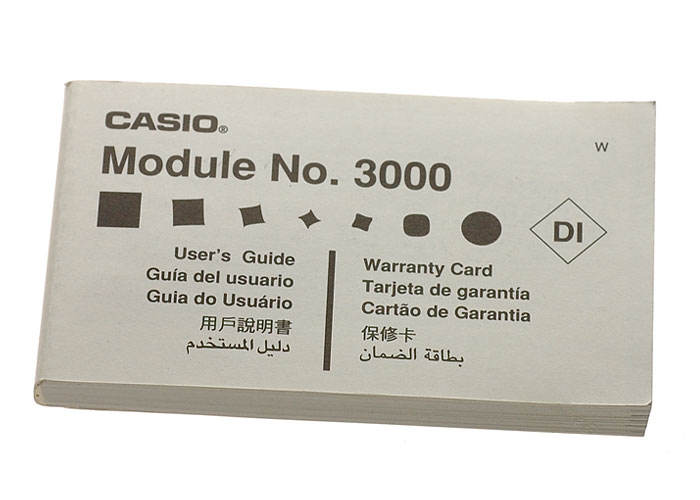 CASIO®
W
Module No. 3000
DI
User's Guide
Guía del usuario
Guia do Usuário
用戶說明書
دليل المستخدم
Warranty Card
Tarjeta de garantía
Cartão de Garantia
保修卡
بطاقة الضمان